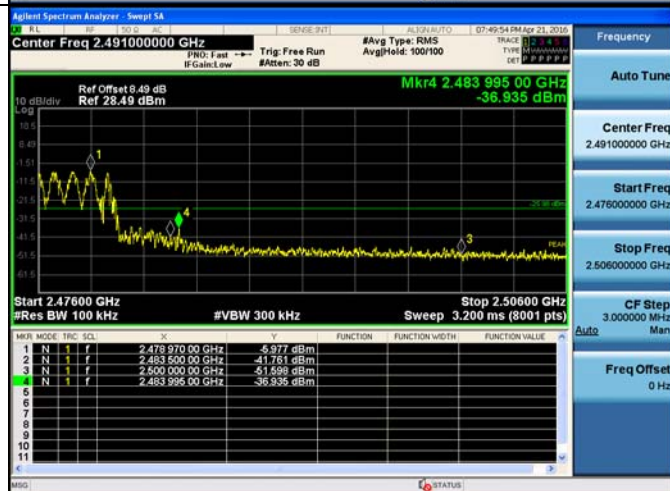 Agilent Spectrum Analyzer - Swept SA
RL RF 50 Ω AC SENSE:INT ALIGNAUTO 07:49:54 PM Apr 21, 2016
Center Freq 2.491000000 GHz
PNO: Fast
IFGain:Low
Trig: Free Run
#Atten: 30 dB
#Avg Type: RMS
Avg|Hold: 100/100
TRACE 1 2 3 4 5 6
TYPE
DET P P P P P P
Frequency
Auto Tune
Center Freq
2.491000000 GHz
Start Freq
2.476000000 GHz
Stop Freq
2.506000000 GHz
CF Step
3.000000 MHz
Auto Man
Freq Offset
0 Hz
Mkr4 2.483 995 00 GHz
-36.935 dBm
Ref Offset 8.49 dB
10 dB/div Ref 28.49 dBm
Log
18.5
8.49
-1.51
-11.5
-21.5
-31.5
-41.5
-51.5
-61.5
1
4
3
PEAK
Start 2.47600 GHz Stop 2.50600 GHz
#Res BW 100 kHz #VBW 300 kHz Sweep 3.200 ms (8001 pts)
MKR MODE TRC SCL X Y FUNCTION FUNCTION WIDTH FUNCTION VALUE
1 N 1 f 2.478 970 00 GHz -5.977 dBm
2 N 1 f 2.483 500 00 GHz -41.761 dBm
3 N 1 f 2.500 000 00 GHz -51.598 dBm
4 N 1 f 2.483 995 00 GHz -36.935 dBm
5
6
7
8
9
10
11
MSG STATUS